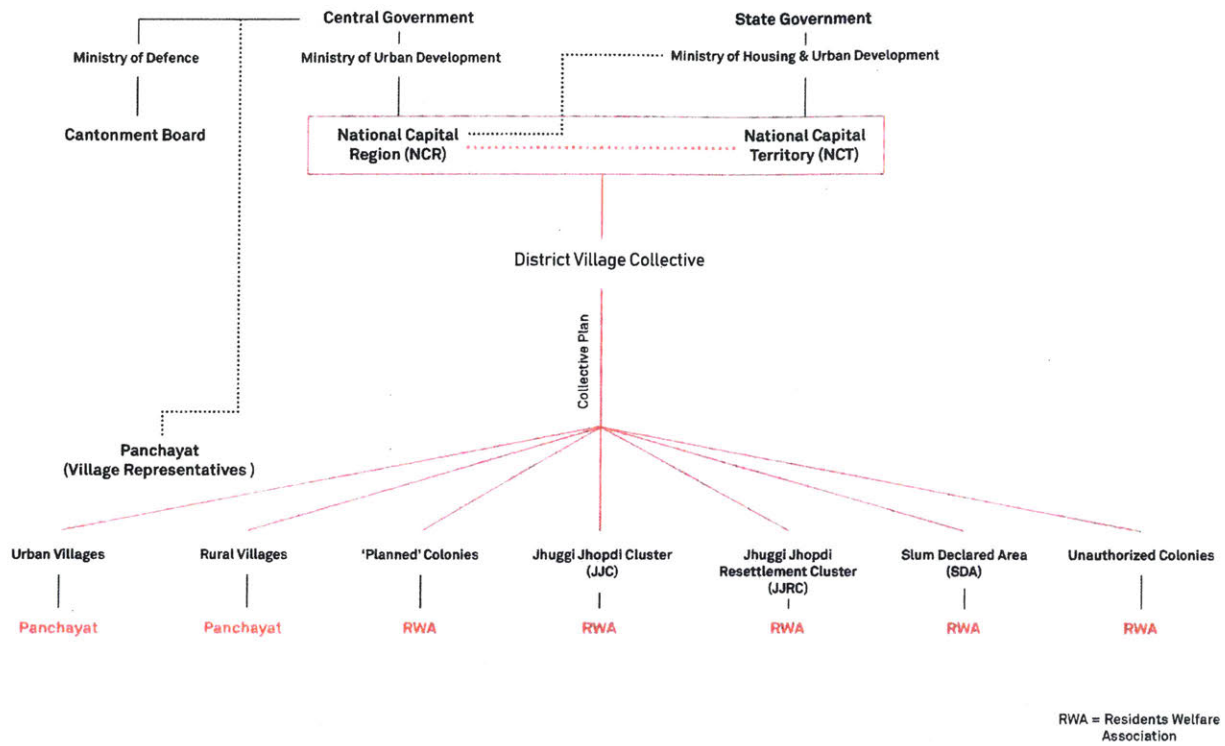 Central Government
State Government
Ministry of Defence
Ministry of Urban Development
Ministry of Housing & Urban Development
Cantonment Board
National Capital
Region (NCR)
National Capital
Territory (NCT)
District Village Collective
Collective Plan
Panchayat
(Village Representatives )
Urban Villages
Rural Villages
'Planned' Colonies
Jhuggi Jhopdi Cluster
(JJC)
Jhuggi Jhopdi
Resettlement Cluster
(JJRC)
Slum Declared Area
(SDA)
Unauthorized Colonies
Panchayat
Panchayat
RWA
RWA
RWA
RWA
RWA
RWA = Residents Welfare
Association